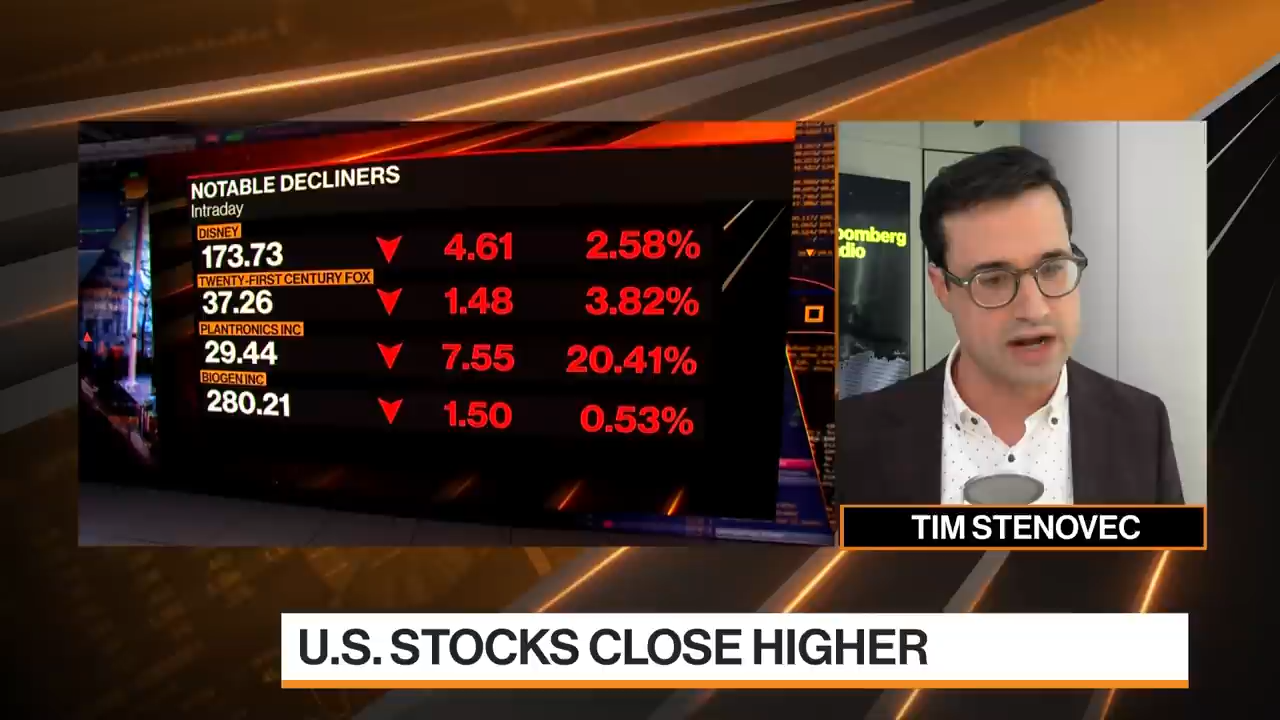 NOTABLE DECLINERS
Intraday
DISNEY
173.73 4.61 2.58%
TWENTY-FIRST CENTURY FOX
37.26 1.48 3.82%
PLANTRONICS INC
29.44 7.55 20.41%
BIOGEN INC
280.21 1.50 0.53%
oomberg
dio
TIM STENOVEC
U.S. STOCKS CLOSE HIGHER